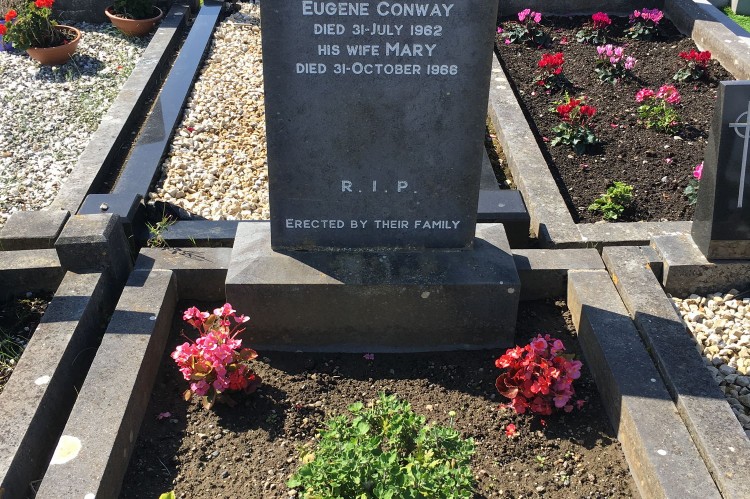 EUGENE CONWAY
DIED 31-JULY 1962
HIS WIFE MARY
DIED 31-OCTOBER 1968
R. I. P.
ERECTED BY THEIR FAMILY